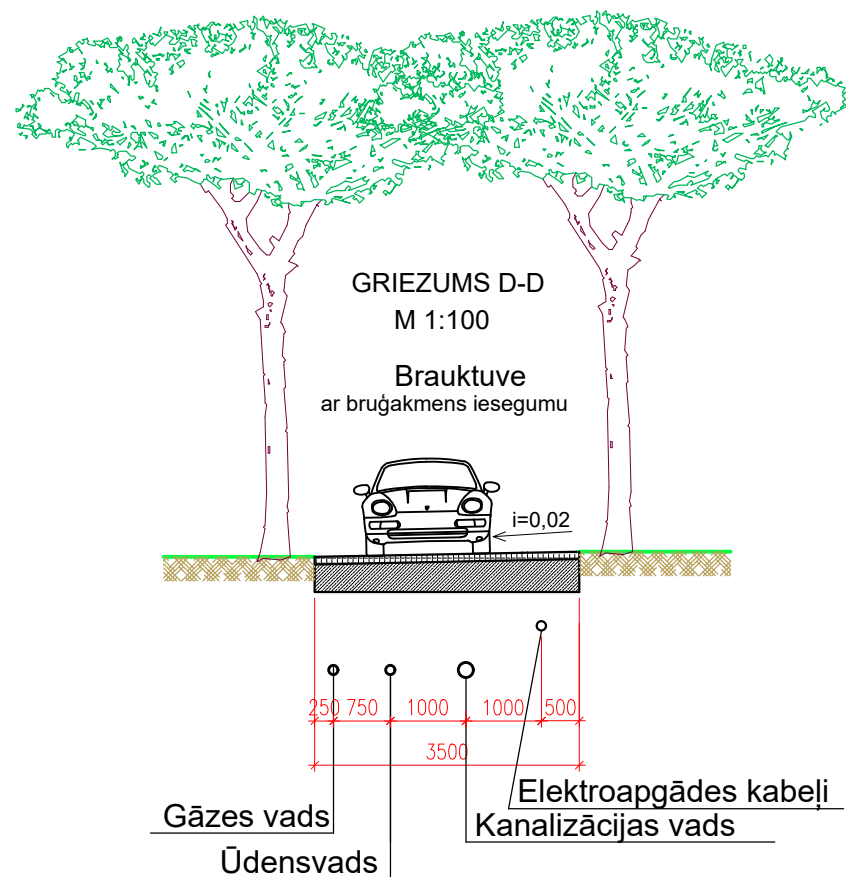 GRIEZUMS D-D
M 1:100
Brauktuve
ar bruģakmens iesegumu
i=0,02
250 750 1000 1000 500
3500
Elektroapgādes kabeļi
Gāzes vads
Kanalizācijas vads
Ūdensvads